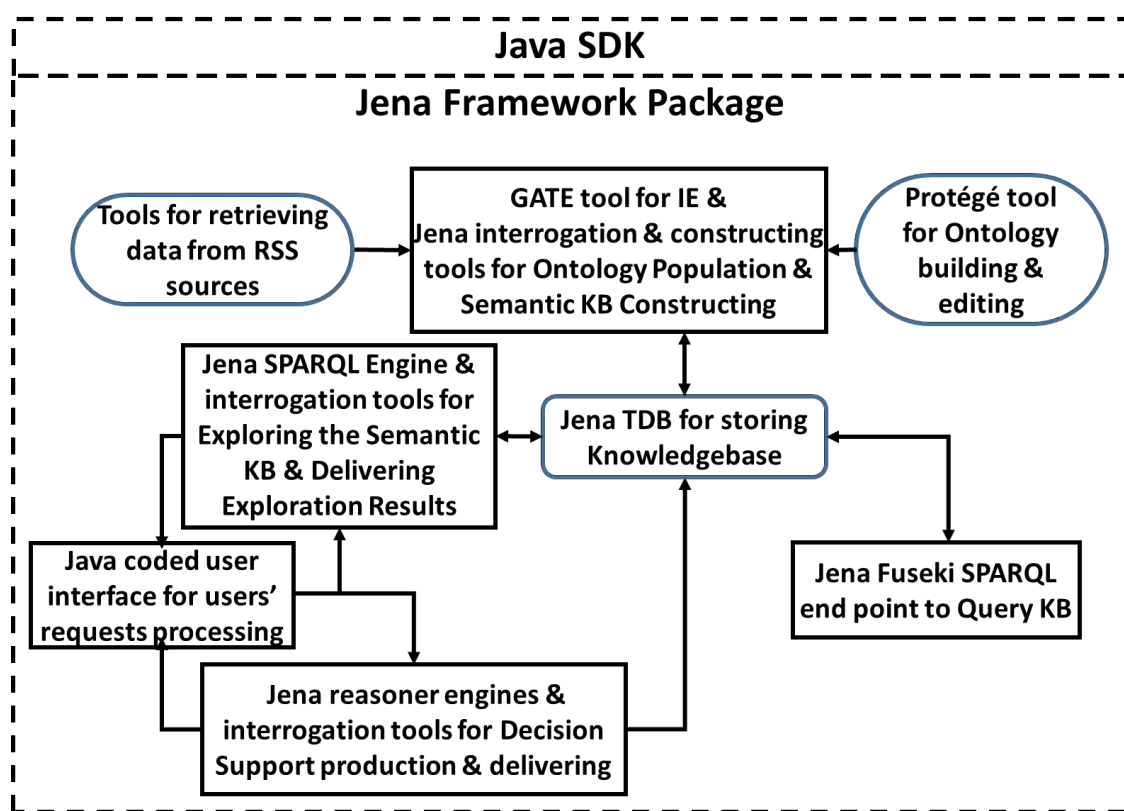 Java SDK
Jena Framework Package
Tools for retrieving
data from RSS
sources
GATE tool for IE &
Jena interrogation & constructing
tools for Ontology Population &
Semantic KB Constructing
Protégé tool
for Ontology
building &
editing
Jena SPARQL Engine &
interrogation tools for
Exploring the Semantic
KB & Delivering
Exploration Results
Jena TDB for storing
Knowledgebase
Java coded user
interface for users’
requests processing
Jena Fuseki SPARQL
end point to Query KB
Jena reasoner engines &
interrogation tools for Decision
Support production & delivering